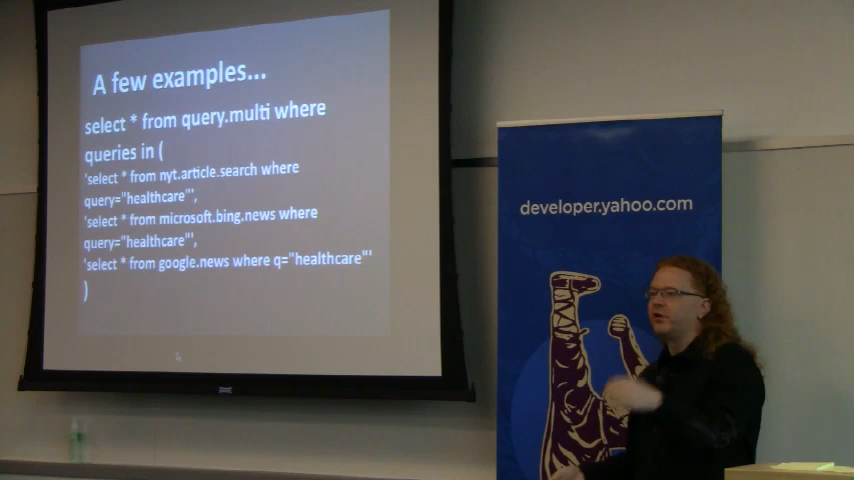 A few examples...
select * from query.multi where
queries in (
'select * from nyt.article.search where
query="healthcare"',
'select * from microsoft.bing.news where
query="healthcare"',
'select * from google.news where q="healthcare"'
)
developer.yahoo.com